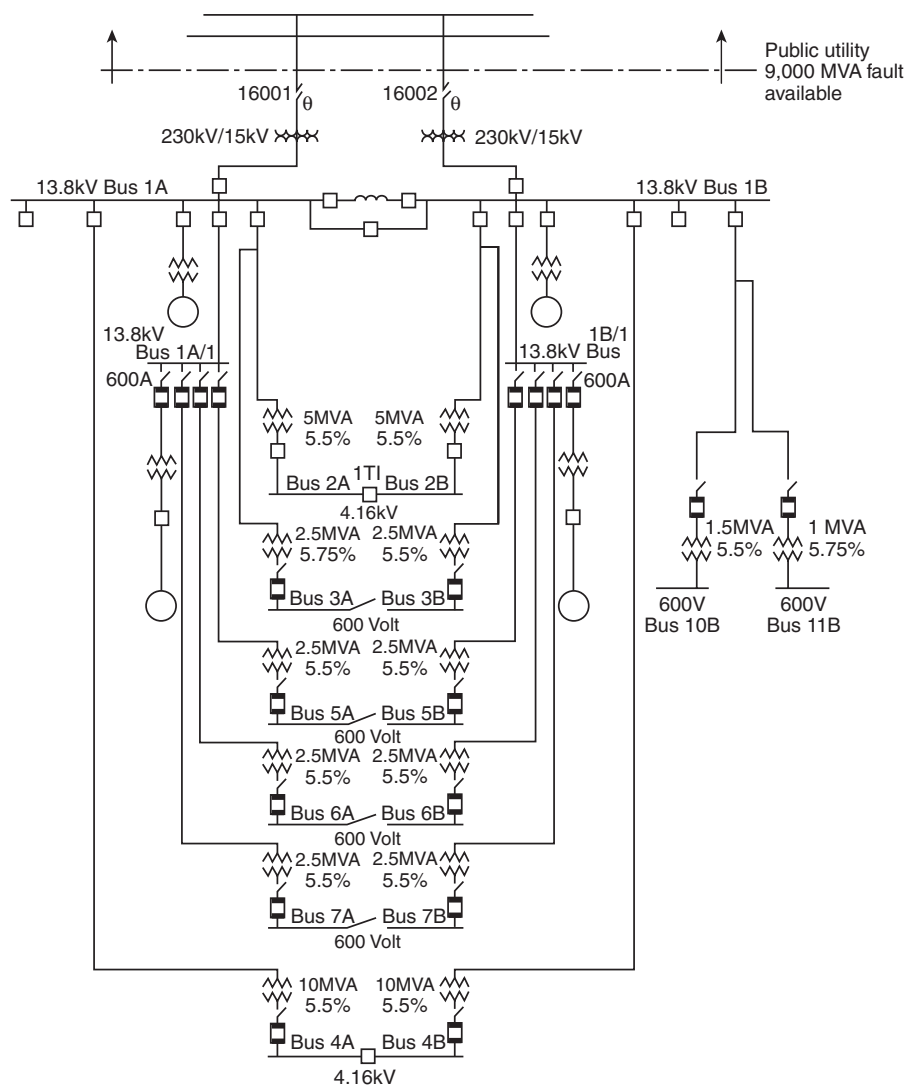 Public utility
9,000 MVA fault
available
16001
θ
16002
θ
230kV/15kV
230kV/15kV
13.8kV Bus 1A
13.8kV Bus 1B
13.8kV
Bus 1A/1
600A
1B/1
13.8kV Bus
600A
5MVA
5.5%
5MVA
5.5%
Bus 2A
1TI
Bus 2B
4.16kV
2.5MVA
5.75%
2.5MVA
5.5%
Bus 3A
Bus 3B
600 Volt
1.5MVA
5.5%
1 MVA
5.75%
600V
Bus 10B
600V
Bus 11B
2.5MVA
5.5%
2.5MVA
5.5%
Bus 5A
Bus 5B
600 Volt
2.5MVA
5.5%
2.5MVA
5.5%
Bus 6A
Bus 6B
600 Volt
2.5MVA
5.5%
2.5MVA
5.5%
Bus 7A
Bus 7B
600 Volt
10MVA
5.5%
10MVA
5.5%
Bus 4A
Bus 4B
4.16kV